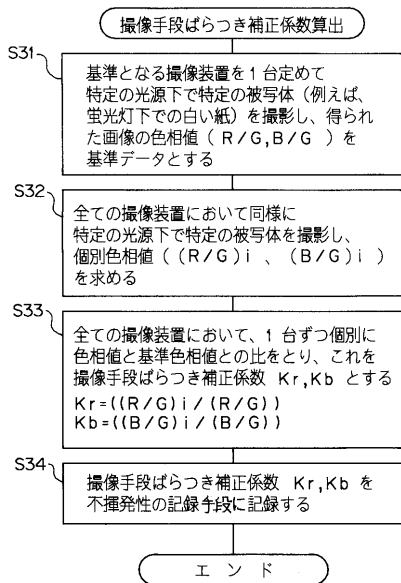 撮像手段ばらつき補正係数算出
S31
基準となる撮像装置を1台定めて
特定の光源下で特定の被写体(例えば、
蛍光灯下での白い紙)を撮影し、得られ
た画像の色相値(R/G,B/G)を
基準データとする
S32
全ての撮像装置において同様に
特定の光源下で特定の被写体を撮影し、
個別色相値((R/G)i、(B/G)i)
を求める
S33
全ての撮像装置において、1台ずつ個別に
色相値と基準色相値との比をとり、これを
撮像手段ばらつき補正係数 Kr,Kb とする
Kr=((R/G)i/(R/G))
Kb=((B/G)i/(B/G))
S34
撮像手段ばらつき補正係数 Kr,Kb を
不揮発性の記録手段に記録する
エンド